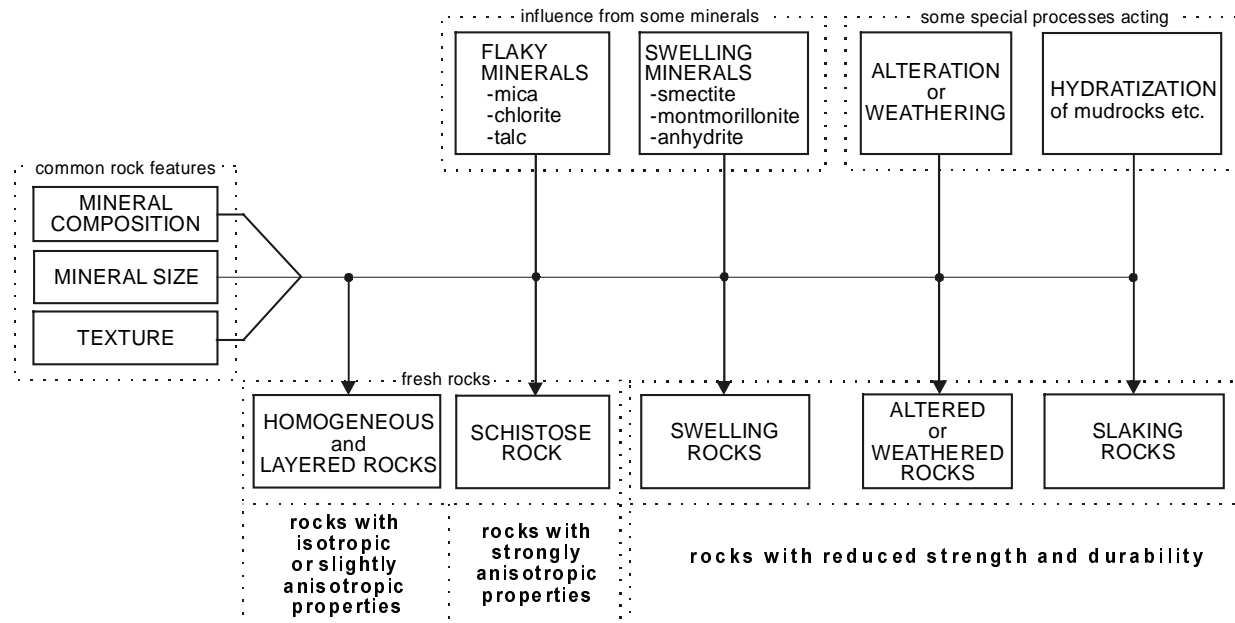 influence from some minerals
some special processes acting
FLAKY
MINERALS
-mica
-chlorite
-talc
SWELLING
MINERALS
-smectite
-montmorillonite
-anhydrite
ALTERATION
or
WEATHERING
HYDRATIZATION
of mudrocks etc.
common rock features
MINERAL
COMPOSITION
MINERAL SIZE
TEXTURE
fresh rocks
HOMOGENEOUS
and
LAYERED ROCKS
SCHISTOSE
ROCK
SWELLING
ROCKS
ALTERED
or
WEATHERED
ROCKS
SLAKING
ROCKS
rocks with
isotropic
or slightly
anisotropic
properties
rocks with
strongly
anisotropic
properties
rocks with reduced strength and durability